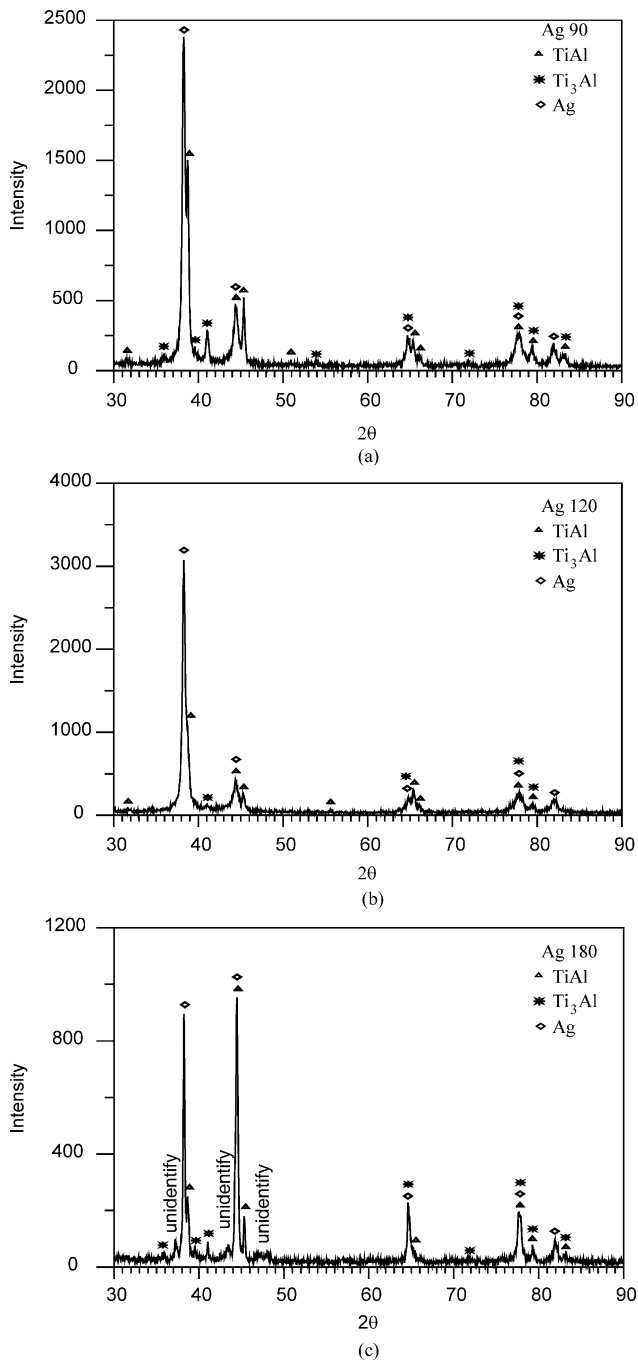 Ag 90
TiAl
Ti3Al
Ag
2500
2000
1500
1000
500
0
Intensity
30 40 50 60 70 80 90
2θ
(a)
4000
Ag 120
TiAl
Ti3Al
Ag
3000
2000
1000
0
Intensity
30 40 50 60 70 80 90
2θ
(b)
1200
Ag 180
TiAl
Ti3Al
Ag
800
400
0
Intensity
unidentify
unidentify
unidentify
30 40 50 60 70 80 90
2θ
(c)